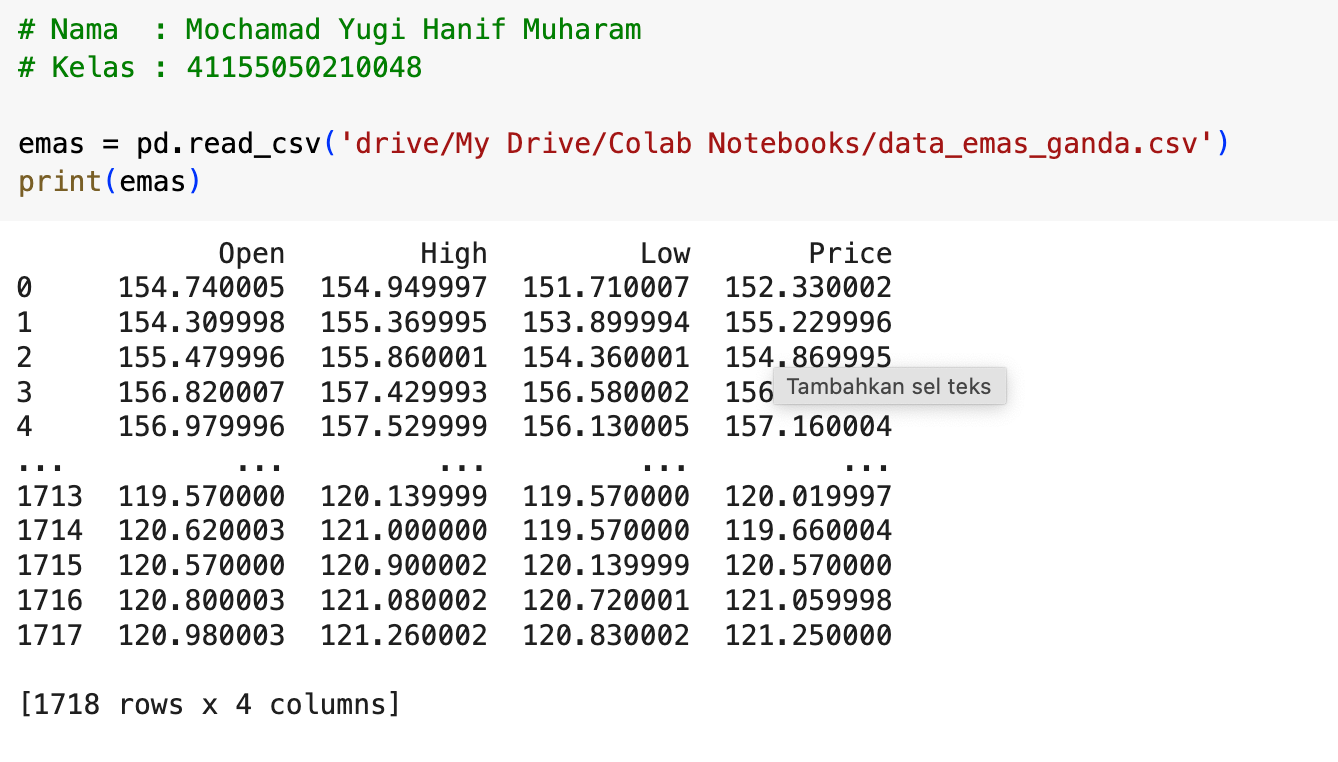 # Nama  : Mochamad Yugi Hanif Muharam
# Kelas : 41155050210048
emas = pd.read_csv('drive/My Drive/Colab Notebooks/data_emas_ganda.csv')
print(emas)
Open High Low Price
0 154.740005 154.949997 151.710007 152.330002
1 154.309998 155.369995 153.899994 155.229996
2 155.479996 155.860001 154.360001 154.869995
3 156.820007 157.429993 156.580002 156
Tambahkan sel teks
4 156.979996 157.529999 156.130005 157.160004
... ... ... ... ...
1713 119.570000 120.139999 119.570000 120.019997
1714 120.620003 121.000000 119.570000 119.660004
1715 120.570000 120.900002 120.139999 120.570000
1716 120.800003 121.080002 120.720001 121.059998
1717 120.980003 121.260002 120.830002 121.250000
[1718 rows x 4 columns]